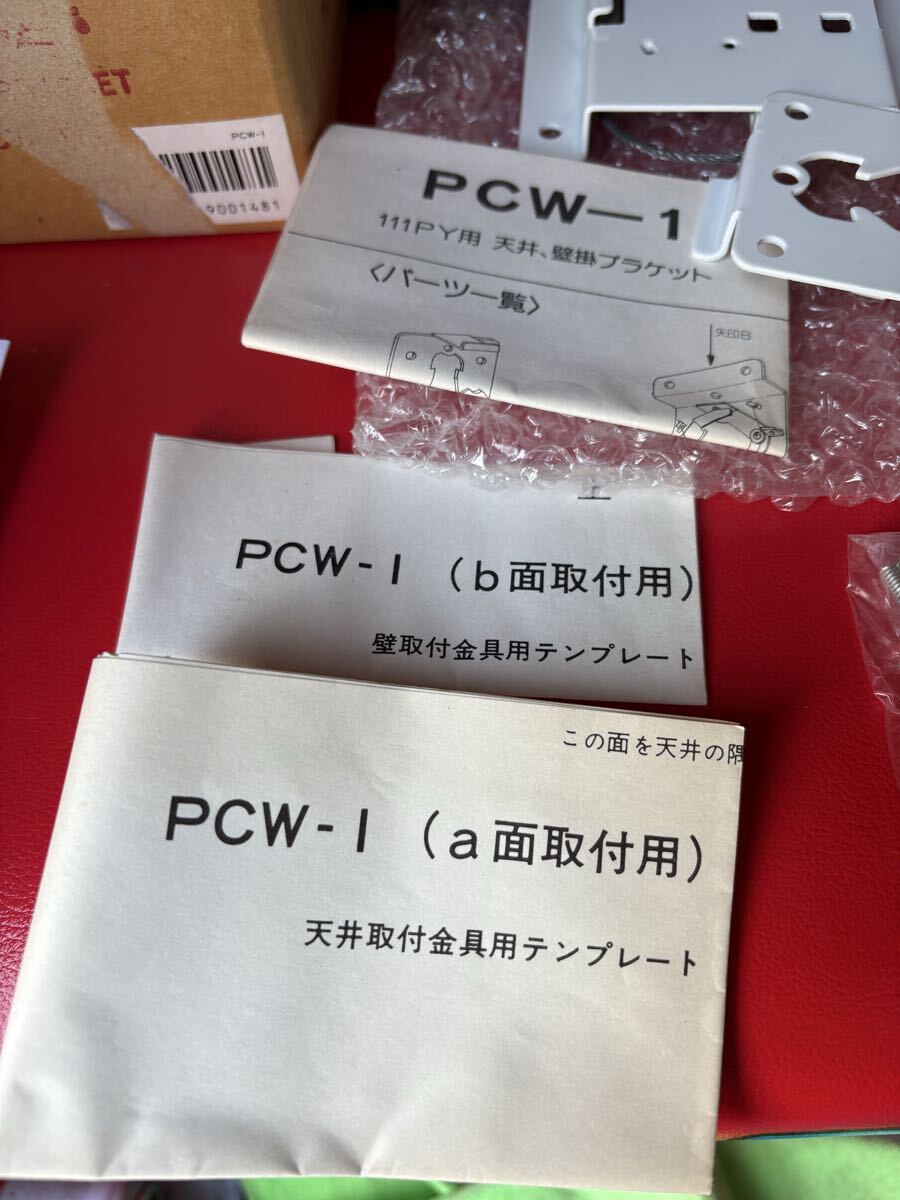 ET
PCW-1
9001481
PCW—1
111PY用 天井、壁掛ブラケット
〈パーツ一覧〉
矢印B
上
PCW-1 (b面取付用)
壁取付金具用テンプレート
この面を天井の隅
PCW-1 (a面取付用)
天井取付金具用テンプレート